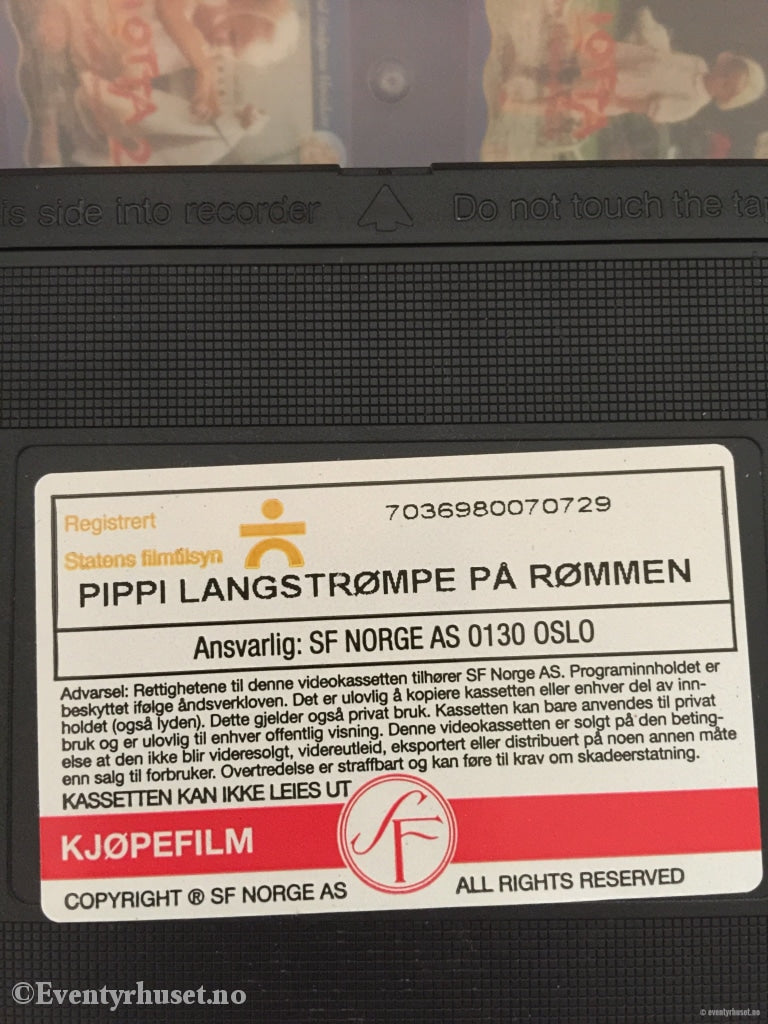 LOTTA 2
LOTTA
is side into recorder
Do not touch the tap
Registrert
Statens filmtilsyn
7036980070729
PIPPI LANGSTRØMPE PÅ RØMMEN
Ansvarlig: SF NORGE AS 0130 OSLO
Advarsel: Rettighetene til denne videokassetten tilhører SF Norge AS. Programinnholdet er
beskyttet ifølge åndsverkloven. Det er ulovlig å kopiere kassetten eller enhver del av inn-
holdet (også lyden). Dette gjelder også privat bruk. Kassetten kan bare anvendes til privat
bruk og er ulovlig til enhver offentlig visning. Denne videokassetten er solgt på den beting-
else at den ikke blir videresolgt, videreutleid, eksportert eller distribuert på noen annen måte
enn salg til forbruker. Overtredelse er straffbart og kan føre til krav om skadeerstatning.
KASSETTEN KAN IKKE LEIES UT
KJØPEFILM
SF
COPYRIGHT ® SF NORGE AS
ALL RIGHTS RESERVED
©Eventyrhuset.no
© eventyrhuset.no